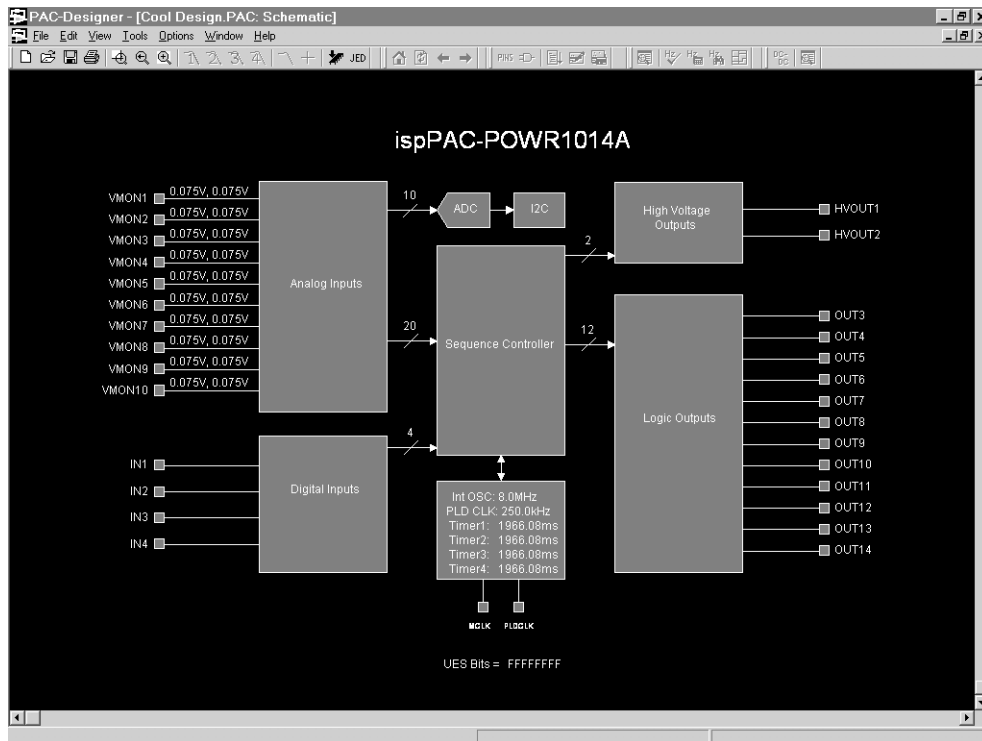 PAC-Designer - [Cool Design.PAC: Schematic]
File Edit View Tools Options Window Help
JED
PINS
DC-DC
ispPAC-POWR1014A
VMON1 0.075V, 0.075V
VMON2 0.075V, 0.075V
VMON3 0.075V, 0.075V
VMON4 0.075V, 0.075V
VMON5 0.075V, 0.075V
VMON6 0.075V, 0.075V
VMON7 0.075V, 0.075V
VMON8 0.075V, 0.075V
VMON9 0.075V, 0.075V
VMON10 0.075V, 0.075V
Analog Inputs
10
ADC
I2C
20
Sequence Controller
2
High Voltage
Outputs
HVOUT1
HVOUT2
12
Logic Outputs
OUT3
OUT4
OUT5
OUT6
OUT7
OUT8
OUT9
OUT10
OUT11
OUT12
OUT13
OUT14
IN1
IN2
IN3
IN4
Digital Inputs
4
Int OSC: 8.0MHz
PLD CLK: 250.0kHz
Timer1: 1966.08ms
Timer2: 1966.08ms
Timer3: 1966.08ms
Timer4: 1966.08ms
MCLK
PLDCLK
UES Bits = FFFFFFFF